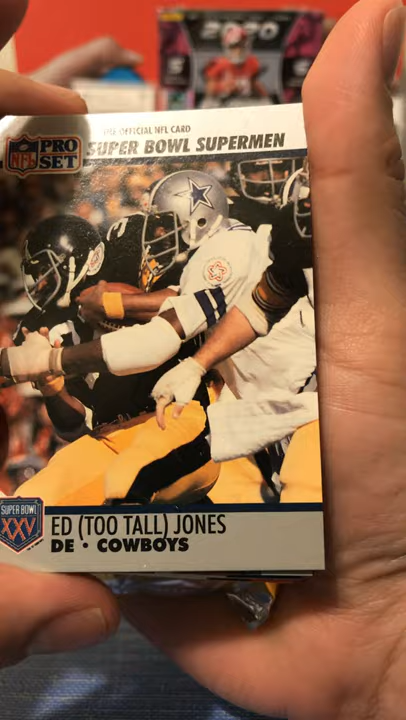 2020
THE OFFICIAL NFL CARD
SUPER BOWL SUPERMEN
NFL PRO
SET
SUPER BOWL
XXV
ED (TOO TALL) JONES
DE • COWBOYS